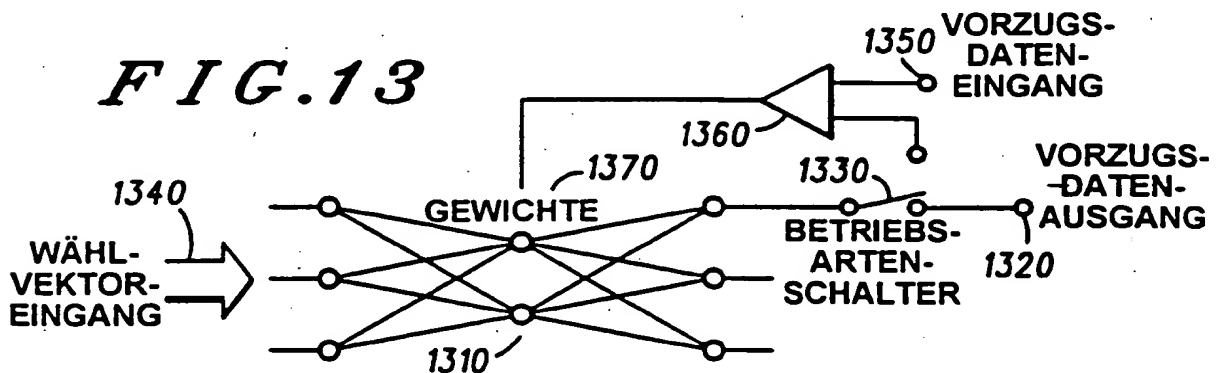 FIG.13
1350
VORZUGS-
DATEN-
EINGANG
1360
1340
1370
GEWICHTE
1330
VORZUGS-
-DATEN-
AUSGANG
WÄHL-
VEKTOR-
EINGANG
BETRIEBS-
ARTEN-
SCHALTER
1320
1310